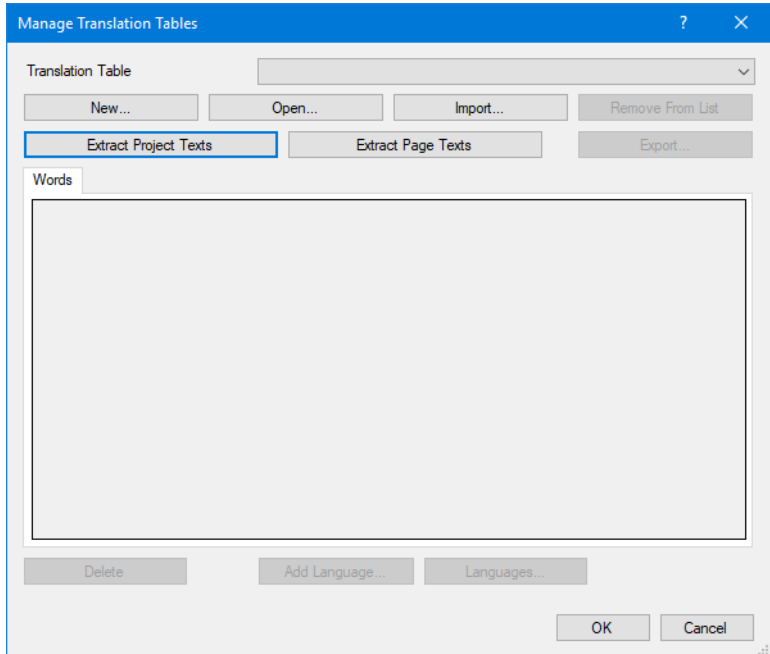 Manage Translation Tables ?
Translation Table
New... Open... Import... Remove From List
Extract Project Texts Extract Page Texts Export...
Words
Delete Add Language... Languages...
OK Cancel